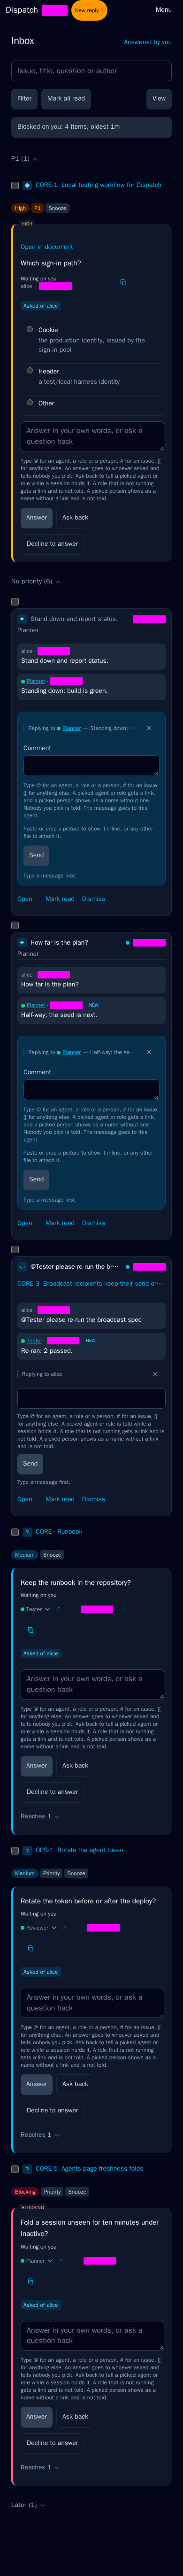 Dispatch
New reply 1
Menu
Inbox
Answered by you
Issue, title, question or author
Filter
Mark all read
View
Blocked on you: 4 items, oldest 1m
P1 (1)
CORE-1 Local testing workflow for Dispatch
High
P1
Snooze
HIGH
Open in document
Which sign-in path?
Waiting on you
alice ·
Asked of alice
Cookie
the production identity, issued by the
sign-in pool
Header
a test/local harness identity
Other
Answer in your own words, or ask a
question back
Type @ for an agent, a role or a person, # for an issue, [[
for anything else. An answer goes to whoever asked and tells
nobody you pick. Ask back to tell a picked agent or role
while a session holds it. A role that is not running gets
a link and is not told. A picked person shows as a
name without one and is not told.
Answer
Ask back
Decline to answer
No priority (6)
Stand down and report status.
Planner
alice ·
Stand down and report status.
Planner ·
Standing down; build is green.
Replying to Planner — Standing down;…
Comment
Type @ for an agent, a role or a person, # for an issue,
[[ for anything else. A picked agent or role gets a link,
and a picked person shows as a name without one.
Nobody you pick is told. The message goes to this
agent.
Paste or drop a picture to show it inline, or any other
file to attach it.
Send
Type a message first.
Open
Mark read
Dismiss
How far is the plan?
Planner
alice ·
How far is the plan?
Planner ·
NEW
Half-way; the seed is next.
Replying to Planner — Half-way; the se…
Comment
Type @ for an agent, a role or a person, # for an issue,
[[ for anything else. A picked agent or role gets a link,
and a picked person shows as a name without one.
Nobody you pick is told. The message goes to this
agent.
Paste or drop a picture to show it inline, or any other
file to attach it.
Send
Type a message first.
Open
Mark read
Dismiss
@Tester please re-run the br…
CORE-3 Broadcast recipients keep their send or…
alice ·
@Tester please re-run the broadcast spec
Tester ·
NEW
Re-ran: 2 passed.
Replying to alice
Type @ for an agent, a role or a person, # for an issue, [[
for anything else. A picked agent or role is told while a
session holds it. A role that is not running gets a link and is
not told. A picked person shows as a name without one
and is not told.
Send
Type a message first.
Open
Mark read
Dismiss
CORE · Runbook
Medium
Snooze
Keep the runbook in the repository?
Waiting on you
Tester
Asked of alice
Answer in your own words, or ask a
question back
Type @ for an agent, a role or a person, # for an issue, [[
for anything else. An answer goes to whoever asked and
tells nobody you pick. Ask back to tell a picked agent or
role while a session holds it. A role that is not running
gets a link and is not told. A picked person shows as a
name without a link and is not told.
Answer
Ask back
Decline to answer
Reaches 1
OPS-1 Rotate the agent token
Medium
Priority
Snooze
Rotate the token before or after the deploy?
Waiting on you
Reviewer
Asked of alice
Answer in your own words, or ask a
question back
Type @ for an agent, a role or a person, # for an issue, [[
for anything else. An answer goes to whoever asked and
tells nobody you pick. Ask back to tell a picked agent or
role while a session holds it. A role that is not running
gets a link and is not told. A picked person shows as a
name without a link and is not told.
Answer
Ask back
Decline to answer
Reaches 1
CORE-5 Agents page freshness folds
Blocking
Priority
Snooze
BLOCKING
Fold a session unseen for ten minutes under
Inactive?
Waiting on you
Planner
Asked of alice
Answer in your own words, or ask a
question back
Type @ for an agent, a role or a person, # for an issue, [[
for anything else. An answer goes to whoever asked and
tells nobody you pick. Ask back to tell a picked agent or
role while a session holds it. A role that is not running
gets a link and is not told. A picked person shows as a
name without a link and is not told.
Answer
Ask back
Decline to answer
Reaches 1
Later (1)